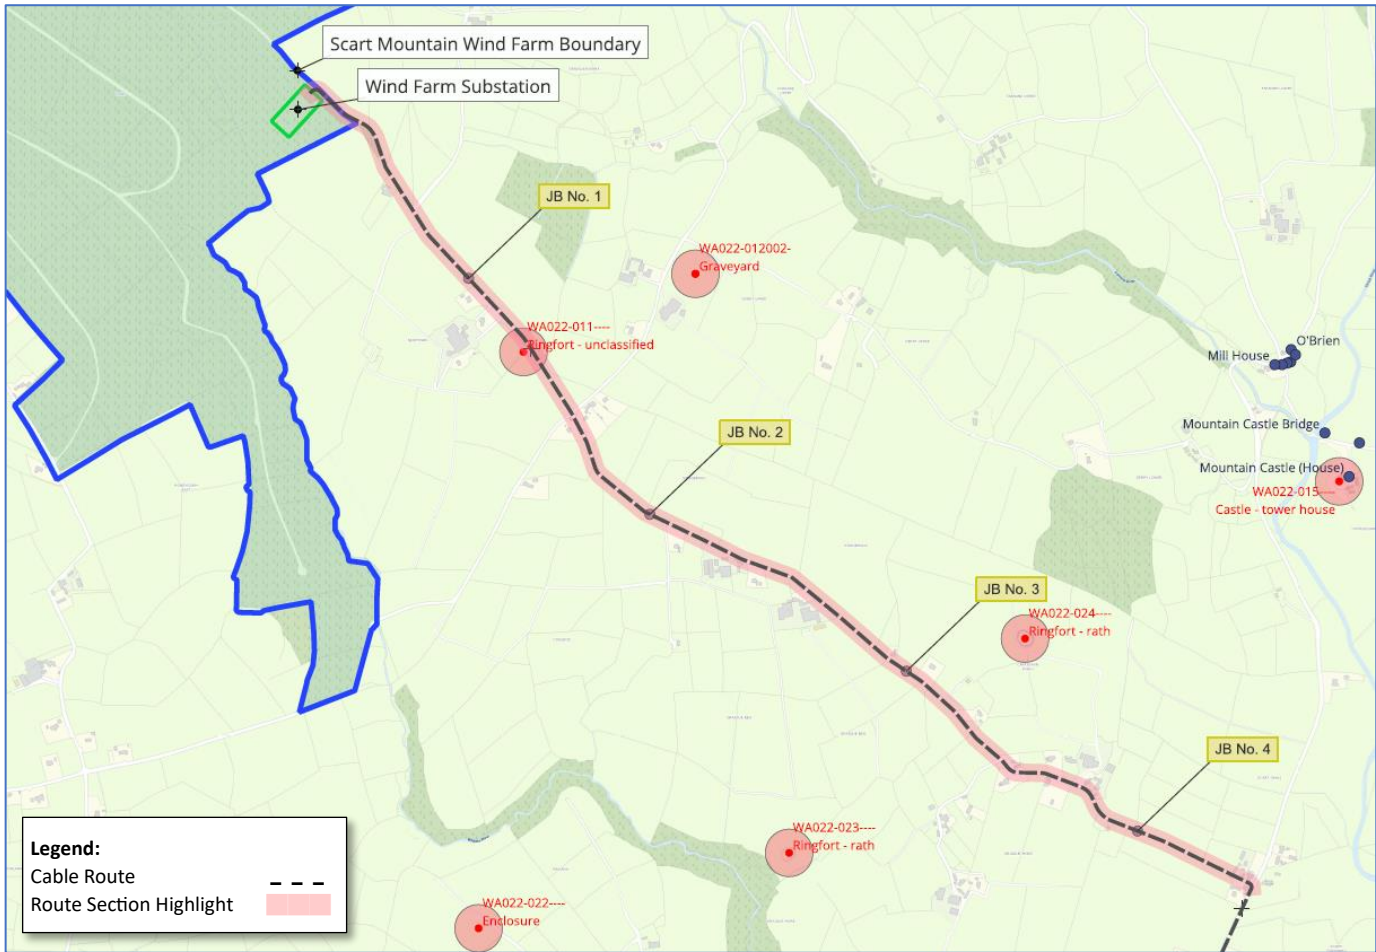 Scart Mountain Wind Farm Boundary
Wind Farm Substation
JB No. 1
WA022-012002-
Graveyard
WA022-011----
Ringfort - unclassified
O'Brien
Mill House
JB No. 2
Mountain Castle Bridge
Mountain Castle (House)
WA022-015----
Castle - tower house
JB No. 3
WA022-024----
Ringfort - rath
JB No. 4
WA022-023----
Ringfort - rath
WA022-022----
Enclosure
Legend:
Cable Route
Route Section Highlight